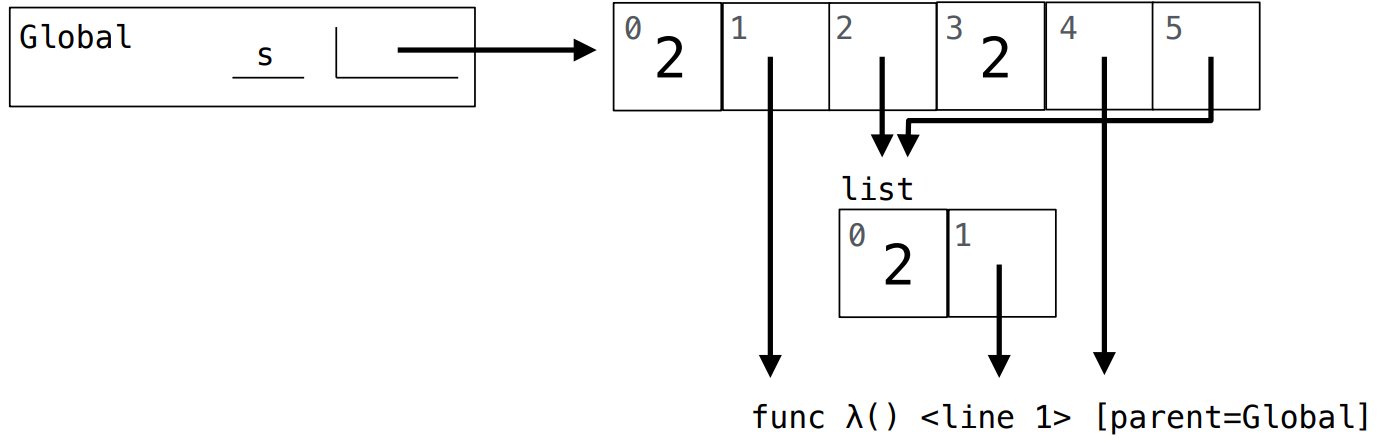 Global
s
0 2 1 2 3 2 4 5
list
0 2 1
func λ() <line 1> [parent=Global]